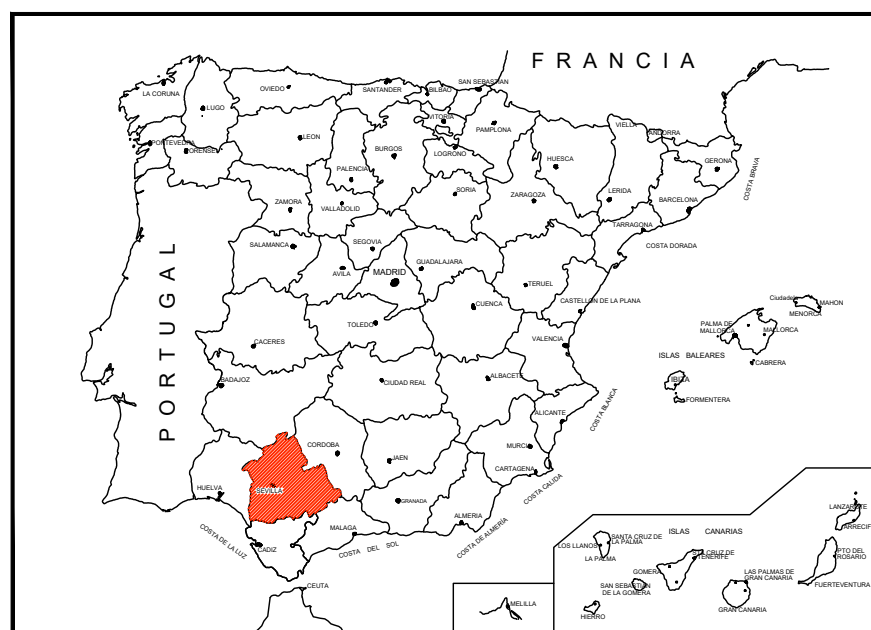 FRANCIA
LA CORUNA
LUGO
OVIEDO
SANTANDER
BILBAO
SAN SEBASTIAN
VITORIA
PAMPLONA
VIELLA
ANDORRA
GERONA
COSTA BRAVA
PONTEVEDRA
ORENSE
LEON
BURGOS
LOGRONO
PALENCIA
HUESCA
ZAMORA
VALLADOLID
SORIA
ZARAGOZA
LERIDA
BARCELONA
TARRAGONA
COSTA DORADA
SALAMANCA
SEGOVIA
AVILA
MADRID
GUADALAJARA
TERUEL
CUENCA
CASTELLON DE LA PLANA
Ciudadela
MAHON
MENORCA
PALMA DE
MALLORCA
MALLORCA
CABRERA
ISLAS BALEARES
IBIZA
FORMENTERA
PORTUGAL
TOLEDO
CACERES
VALENCIA
BADAJOZ
CIUDAD REAL
ALBACETE
ALICANTE
COSTA BLANCA
CORDOBA
JAEN
MURCIA
CARTAGENA
COSTA CALIDA
HUELVA
SEVILLA
GRANADA
ALMERIA
COSTA DE ALMERIA
MALAGA
COSTA DEL SOL
COSTA DE LA LUZ
CADIZ
CEUTA
MELILLA
ISLAS CANARIAS
LANZAROTE
ARRECIFE
SANTA CRUZ DE
LA PALMA
LOS LLANOS
LA PALMA
STA CRUZ DE
TENERIFE
GOMERA
SAN SEBASTIAN
DE LA GOMERA
HIERRO
LAS PALMAS DE
GRAN CANARIA
GRAN CANARIA
PTO DEL
ROSARIO
FUERTEVENTURA